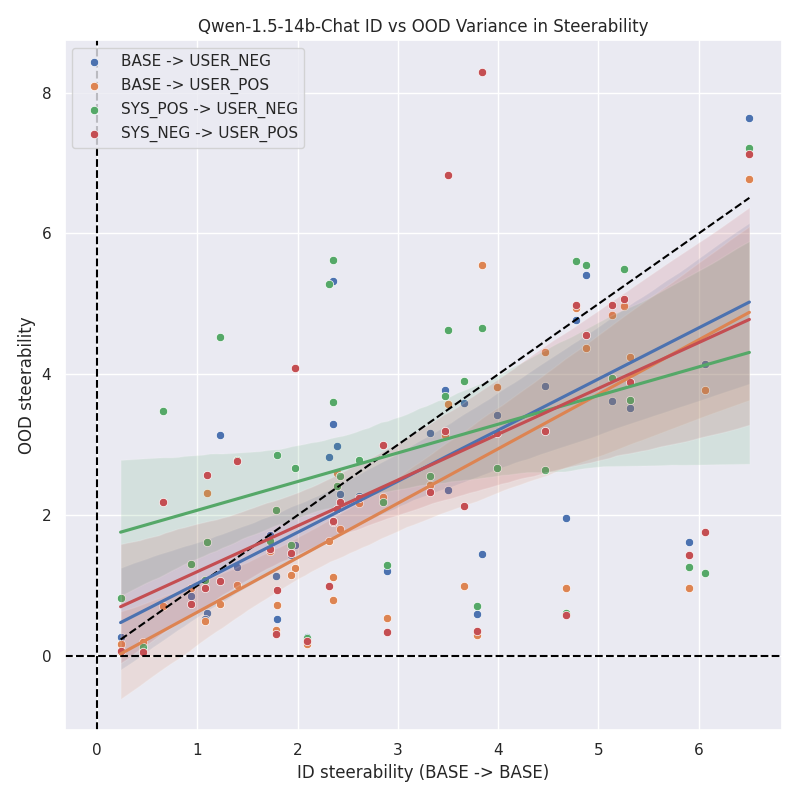 Qwen-1.5-14b-Chat ID vs OOD Variance in Steerability
BASE -> USER_NEG
BASE -> USER_POS
SYS_POS -> USER_NEG
SYS_NEG -> USER_POS
8
6
4
2
0
OOD steerability
0 1 2 3 4 5 6
ID steerability (BASE -> BASE)